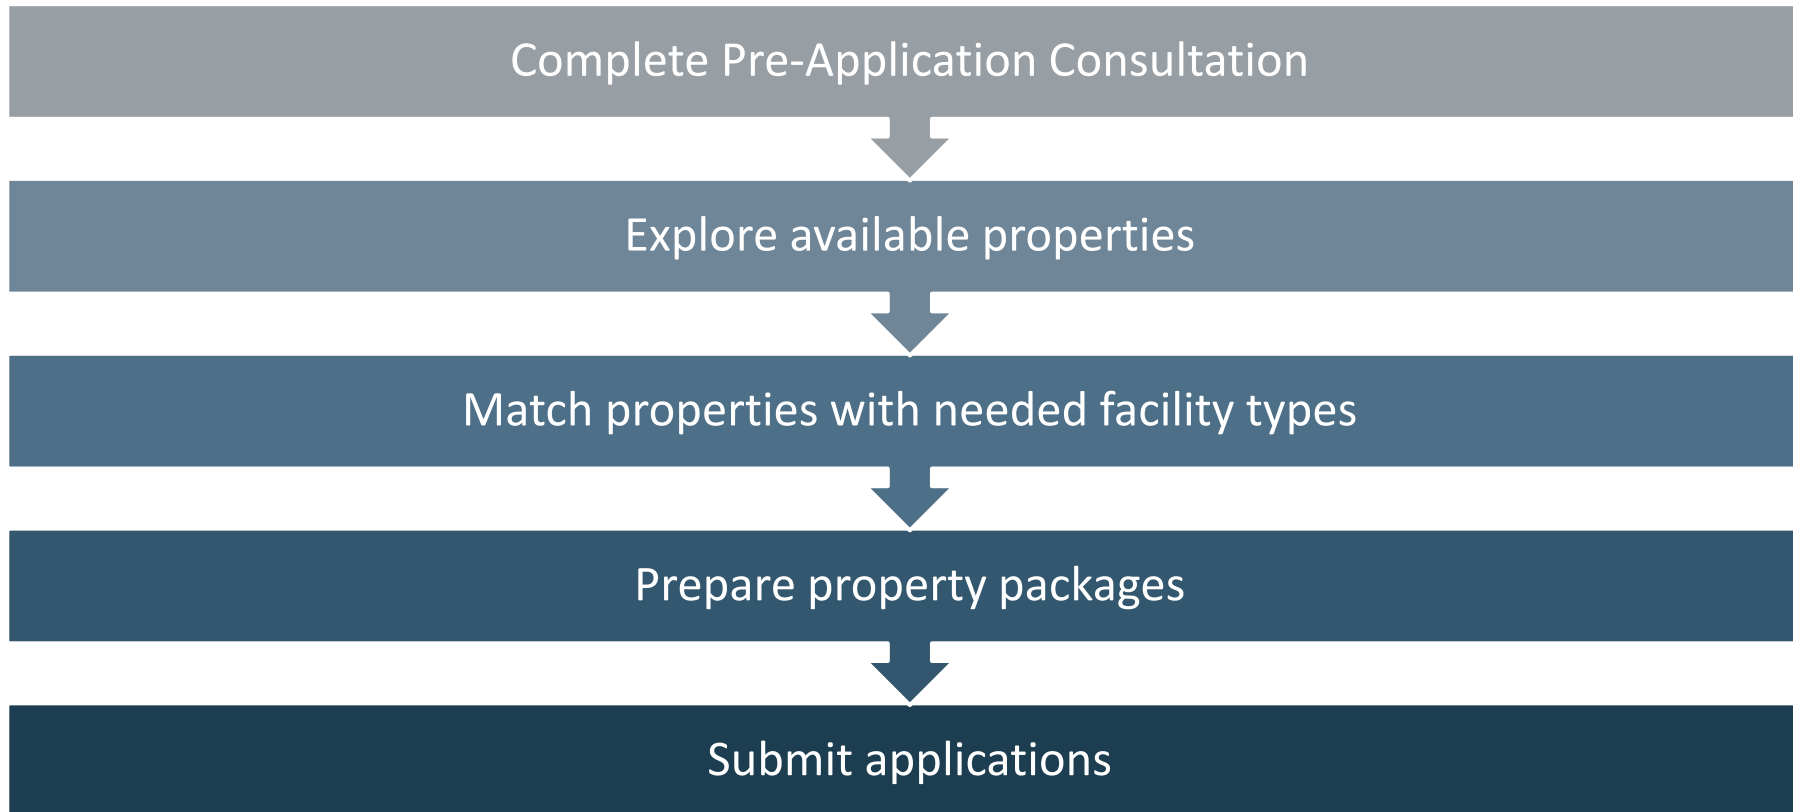 Complete Pre-Application Consultation
Explore available properties
Match properties with needed facility types
Prepare property packages
Submit applications